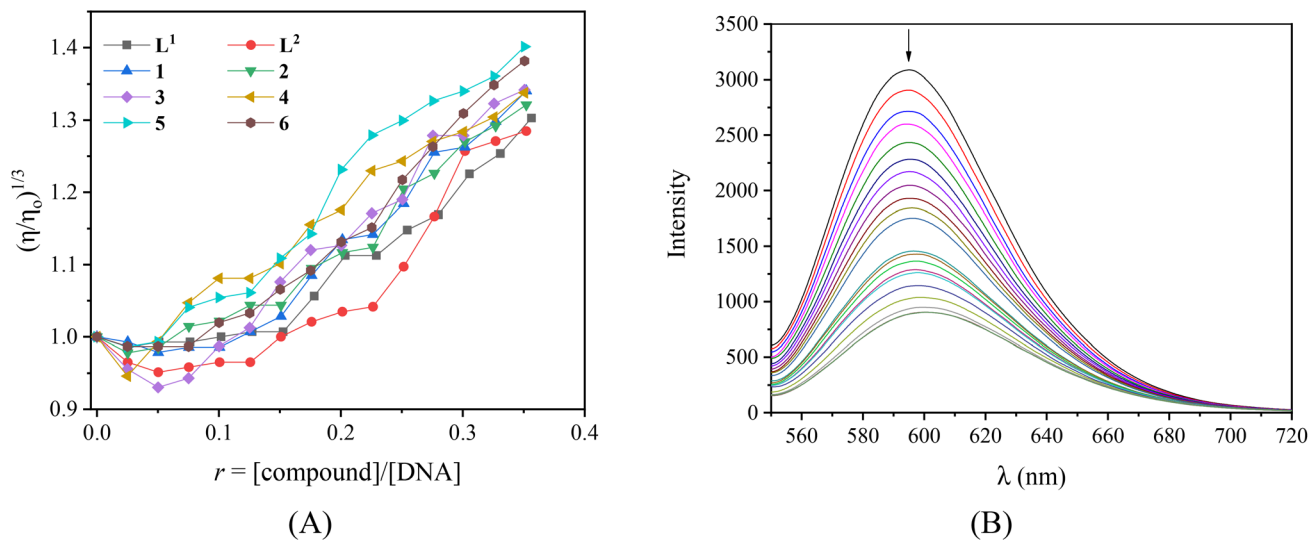 1.4
1.3
1.2
1.1
1.0
0.9
(η/ηo)1/3
L1 L2
1 2
3 4
5 6
0.0 0.1 0.2 0.3 0.4
r = [compound]/[DNA]
(A)
3500
3000
2500
2000
1500
1000
500
0
Intensity
560 580 600 620 640 660 680 700 720
λ (nm)
(B)